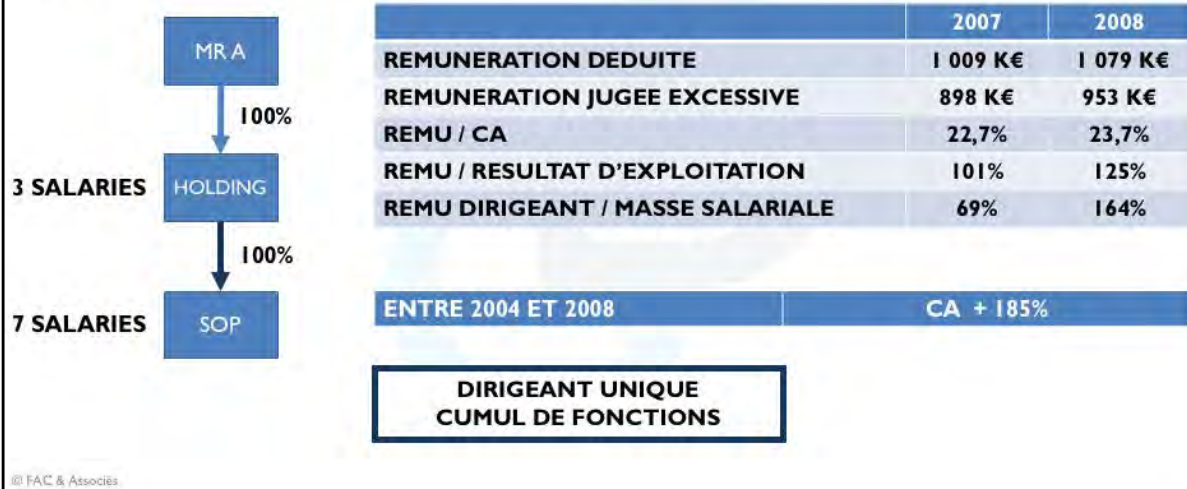 MR A
100%
3 SALARIES
HOLDING
100%
7 SALARIES
SOP
2007 2008
REMUNERATION DEDUITE 1 009 K€ 1 079 K€
REMUNERATION JUGEE EXCESSIVE 898 K€ 953 K€
REMU / CA 22,7% 23,7%
REMU / RESULTAT D'EXPLOITATION 101% 125%
REMU DIRIGEANT / MASSE SALARIALE 69% 164%
ENTRE 2004 ET 2008 CA + 185%
DIRIGEANT UNIQUE
CUMUL DE FONCTIONS
© FAC & Associés